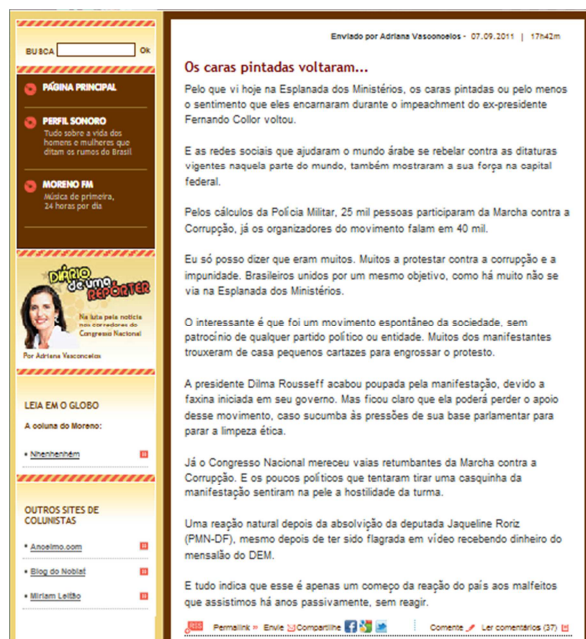 BUSCA
Ok
PÁGINA PRINCIPAL
PERFIL SONORO
Tudo sobre a vida dos
homens e mulheres que
ditam os rumos do Brasil
MORENO FM
Música de primeira,
24 horas por dia
DIÁRIO
de uma
REPÓRTER
Na luta pela notícia
nos corredores do
Congresso Nacional
Por Adriana Vasconcelos
LEIA EM O GLOBO
A coluna do Moreno:
• Nhenhenhém
OUTROS SITES DE
COLUNISTAS
• Ancelmo.com
• Blog do Noblat
• Miriam Leitão
Enviado por Adriana Vasconcelos - 07.09.2011 | 17h42m
Os caras pintadas voltaram...
Pelo que vi hoje na Esplanada dos Ministérios, os caras pintadas ou pelo menos
o sentimento que eles encarnaram durante o impeachment do ex-presidente
Fernando Collor voltou.
E as redes sociais que ajudaram o mundo árabe se rebelar contra as ditaturas
vigentes naquela parte do mundo, também mostraram a sua força na capital
federal.
Pelos cálculos da Polícia Militar, 25 mil pessoas participaram da Marcha contra a
Corrupção, já os organizadores do movimento falam em 40 mil.
Eu só posso dizer que eram muitos. Muitos a protestar contra a corrupção e a
impunidade. Brasileiros unidos por um mesmo objetivo, como há muito não se
via na Esplanada dos Ministérios.
O interessante é que foi um movimento espontâneo da sociedade, sem
patrocínio de qualquer partido político ou entidade. Muitos dos manifestantes
trouxeram de casa pequenos cartazes para engrossar o protesto.
A presidente Dilma Rousseff acabou poupada pela manifestação, devido a
faxina iniciada em seu governo. Mas ficou claro que ela poderá perder o apoio
desse movimento, caso sucumba às pressões de sua base parlamentar para
parar a limpeza ética.
Já o Congresso Nacional mereceu vaias retumbantes da Marcha contra a
Corrupção. E os poucos políticos que tentaram tirar uma casquinha da
manifestação sentiram na pele a hostilidade da turma.
Uma reação natural depois da absolvição da deputada Jaqueline Roriz
(PMN-DF), mesmo depois de ter sido flagrada em vídeo recebendo dinheiro do
mensalão do DEM.
E tudo indica que esse é apenas um começo da reação do país aos malfeitos
que assistimos há anos passivamente, sem reagir.
RSS Permalink Envie Compartilhe Comente Ler comentários (37)